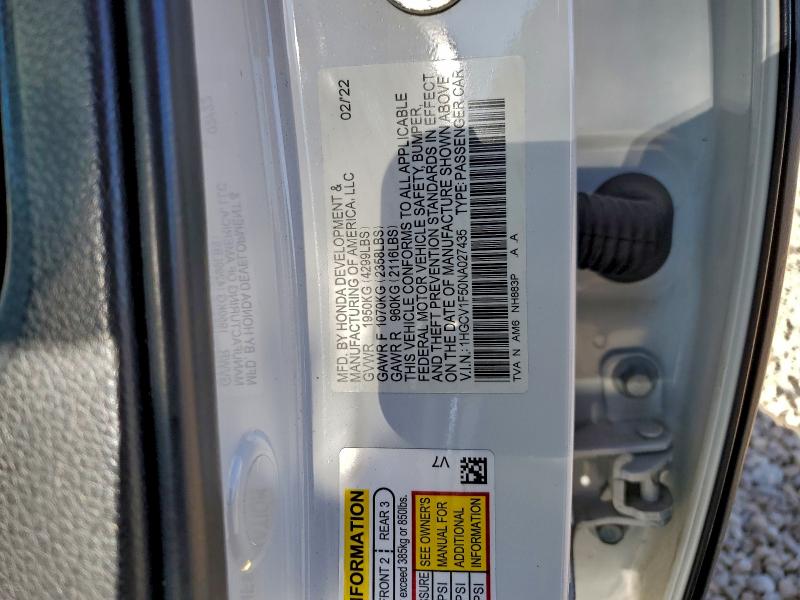 02/'22
MFD. BY HONDA DEVELOPMENT &
MANUFACTURING OF AMERICA, LLC
GVWR 1950KG (4299LBS)
GAWR F 1070KG (2358LBS)
GAWR R 960KG (2116LBS)
THIS VEHICLE CONFORMS TO ALL APPLICABLE
FEDERAL MOTOR VEHICLE SAFETY, BUMPER,
AND THEFT PREVENTION STANDARDS IN EFFECT
ON THE DATE OF MANUFACTURE SHOWN ABOVE.
V.I.N.: 1HGCV1F50NA027435 TYPE:PASSENGER CAR
TVA N AM6 NH883P A A
V7
INFORMATION
FRONT 2 REAR 3
exceed 385kg or 850lbs.
SEE OWNER'S
MANUAL FOR
ADDITIONAL
INFORMATION
PSI
PSI
PSI